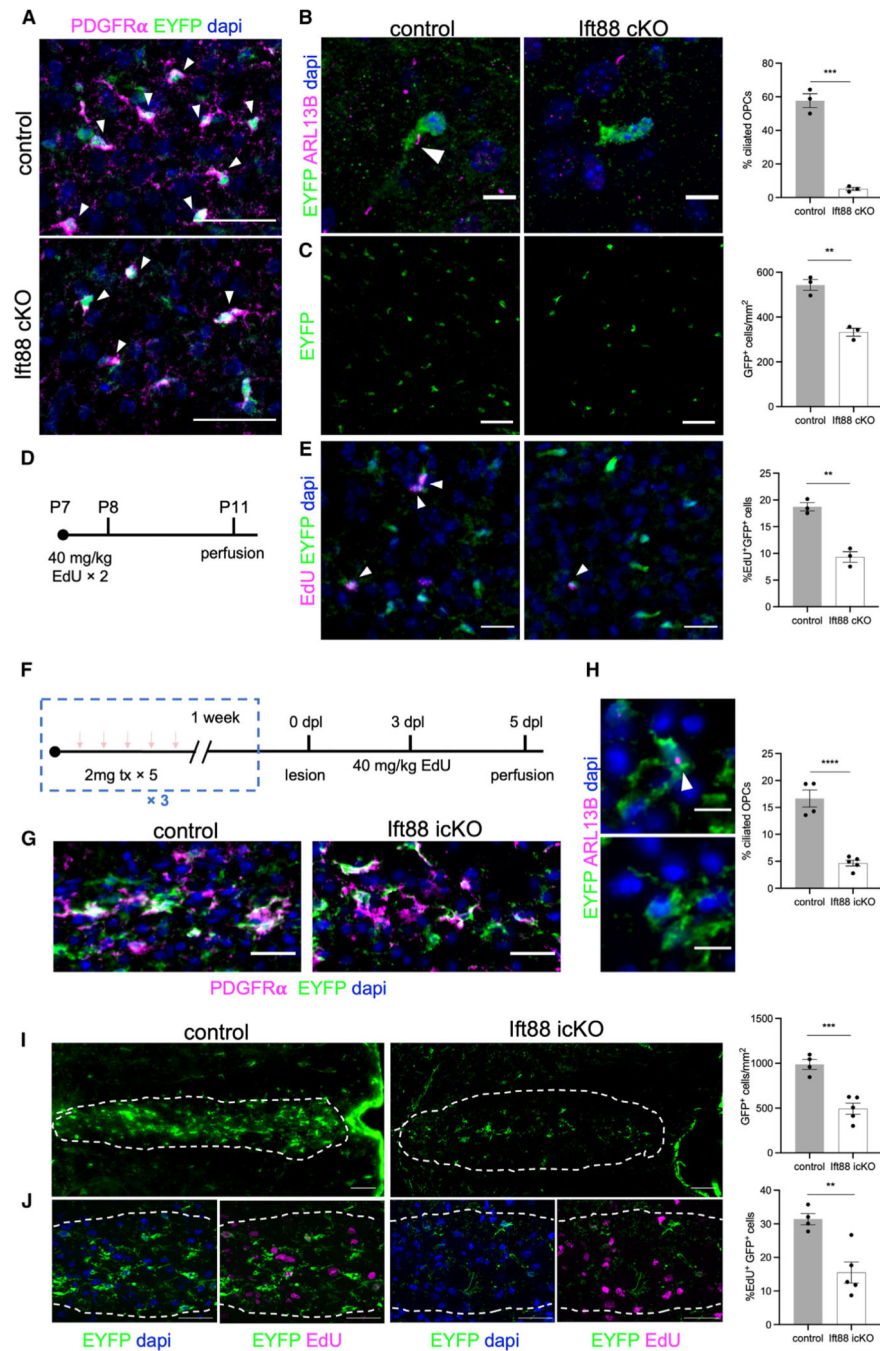 A
PDGFRα EYFP dapi
control
Ift88 cKO
B
control
Ift88 cKO
EYFP ARL13B dapi
% ciliated OPCs
80
60
40
20
0
***
control
Ift88 cKO
C
EYFP
GFP+ cells/mm2
600
400
200
0
**
control
Ift88 cKO
D
P7
P8
P11
40 mg/kg
EdU × 2
perfusion
E
EdU EYFP dapi
%EdU+GFP+ cells
25
20
15
10
5
0
**
control
Ift88 cKO
F
1 week
0 dpl
3 dpl
5 dpl
2mg tx × 5
lesion
40 mg/kg EdU
perfusion
× 3
G
control
Ift88 icKO
PDGFRα EYFP dapi
H
EYFP ARL13B dapi
% ciliated OPCs
25
20
15
10
5
0
****
control
Ift88 icKO
I
control
Ift88 icKO
GFP+ cells/mm2
1500
1000
500
0
***
control
Ift88 icKO
J
EYFP dapi
EYFP EdU
EYFP dapi
EYFP EdU
%EdU+ GFP+ cells
40
30
20
10
0
**
control
Ift88 icKO